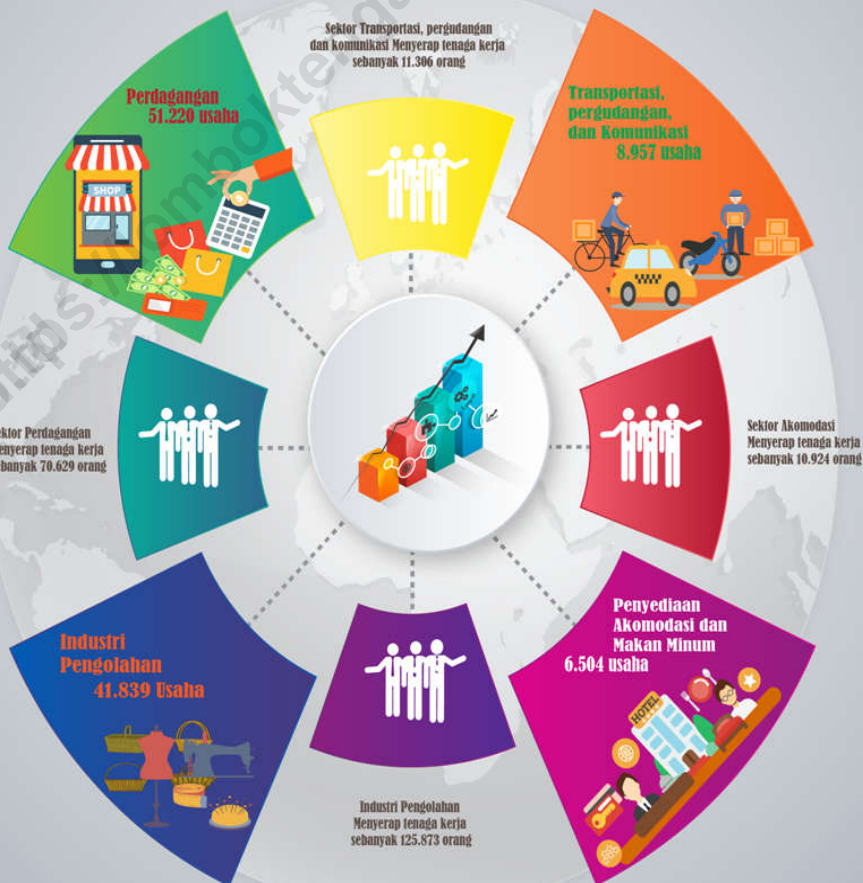 Sektor Transportasi, pergudangan
dan komunikasi Menyerap tenaga kerja
sebanyak 11.306 orang
Perdagangan
51.220 usaha
SHOP
Transportasi,
pergudangan,
dan Komunikasi
8.957 usaha
ektor Perdagangan
enyerap tenaga kerja
ebanyak 70.629 orang
Sektor Akomodasi
Menyerap tenaga kerja
sebanyak 10.924 orang
Industri
Pengolahan
41.839 Usaha
Penyediaan
Akomodasi dan
Makan Minum
6.504 usaha
HOTEL
Industri Pengolahan
Menyerap tenaga kerja
sebanyak 125.873 orang
https://lombokteng